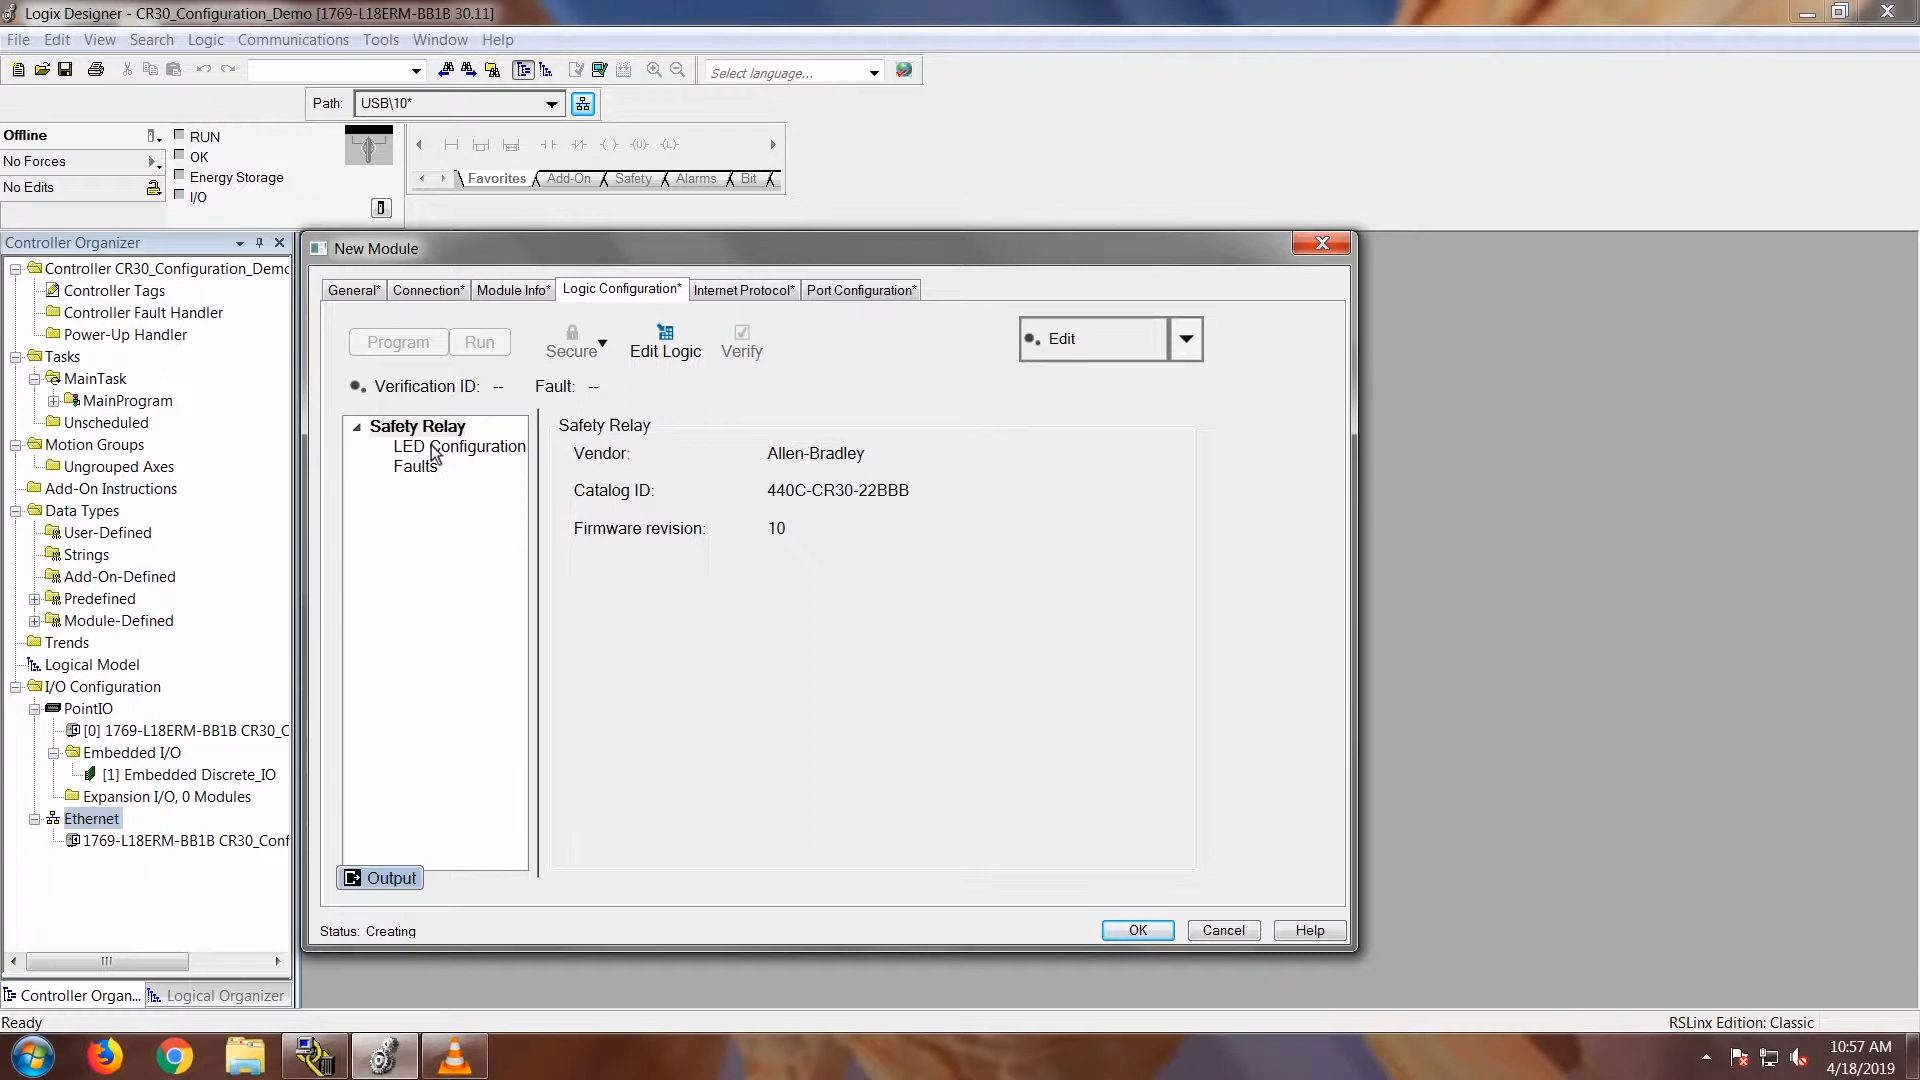 Logix Designer - CR30_Configuration_Demo [1769-L18ERM-BB1B 30.11]
File Edit View Search Logic Communications Tools Window Help
Select language...
Path: USB\10*
Offline
RUN
No Forces
OK
No Edits
Energy Storage
I/O
Favorites Add-On Safety Alarms Bit
Controller Organizer
Controller CR30_Configuration_Demo
Controller Tags
Controller Fault Handler
Power-Up Handler
Tasks
MainTask
MainProgram
Unscheduled
Motion Groups
Ungrouped Axes
Add-On Instructions
Data Types
User-Defined
Strings
Add-On-Defined
Predefined
Module-Defined
Trends
Logical Model
I/O Configuration
PointIO
[0] 1769-L18ERM-BB1B CR30_C
Embedded I/O
[1] Embedded Discrete_IO
Expansion I/O, 0 Modules
Ethernet
1769-L18ERM-BB1B CR30_Conf
Controller Organ... Logical Organizer
New Module
General* Connection* Module Info* Logic Configuration* Internet Protocol* Port Configuration*
Program Run Secure Edit Logic Verify Edit
Verification ID: -- Fault: --
Safety Relay
LED Configuration
Faults
Safety Relay
Vendor: Allen-Bradley
Catalog ID: 440C-CR30-22BBB
Firmware revision: 10
Output
Status: Creating
OK Cancel Help
Ready
RSLinx Edition: Classic
10:57 AM
4/18/2019